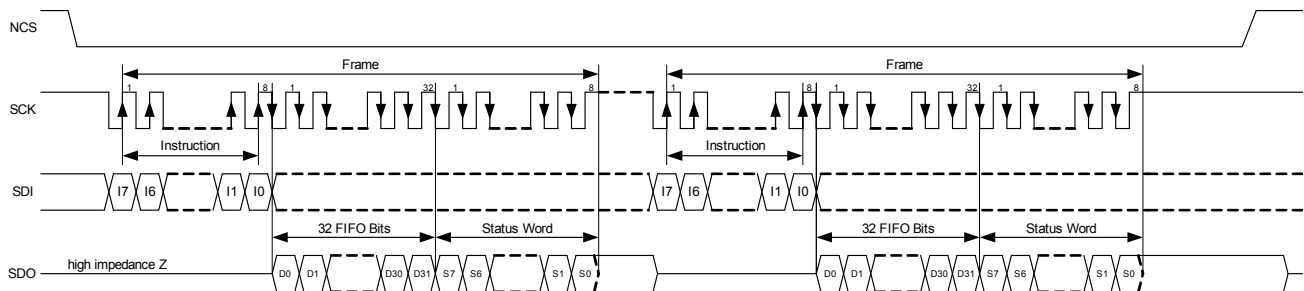 NCS
Frame Frame
SCK 1 8 1 32 1 8 1 8 1 32 1 8
Instruction Instruction
SDI I7 I6 I1 I0 I7 I6 I1 I0
32 FIFO Bits Status Word 32 FIFO Bits Status Word
high impedance Z
SDO D0 D1 D30 D31 S7 S6 S1 S0 D0 D1 D30 D31 S7 S6 S1 S0